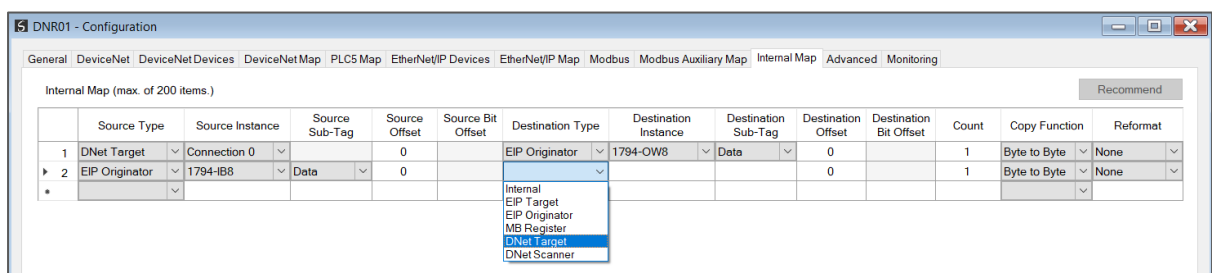 DNR01 - Configuration
General DeviceNet DeviceNet Devices DeviceNet Map PLC5 Map EtherNet/IP Devices EtherNet/IP Map Modbus Modbus Auxiliary Map Internal Map Advanced Monitoring
Internal Map (max. of 200 items.) Recommend
Source Type Source Instance Source Sub-Tag Source Offset Source Bit Offset Destination Type Destination Instance Destination Sub-Tag Destination Offset Destination Bit Offset Count Copy Function Reformat
1 DNet Target Connection 0 0 EIP Originator 1794-OW8 Data 0 1 Byte to Byte None
2 EIP Originator 1794-IB8 Data 0 0 1 Byte to Byte None
Internal
EIP Target
EIP Originator
MB Register
DNet Target
DNet Scanner